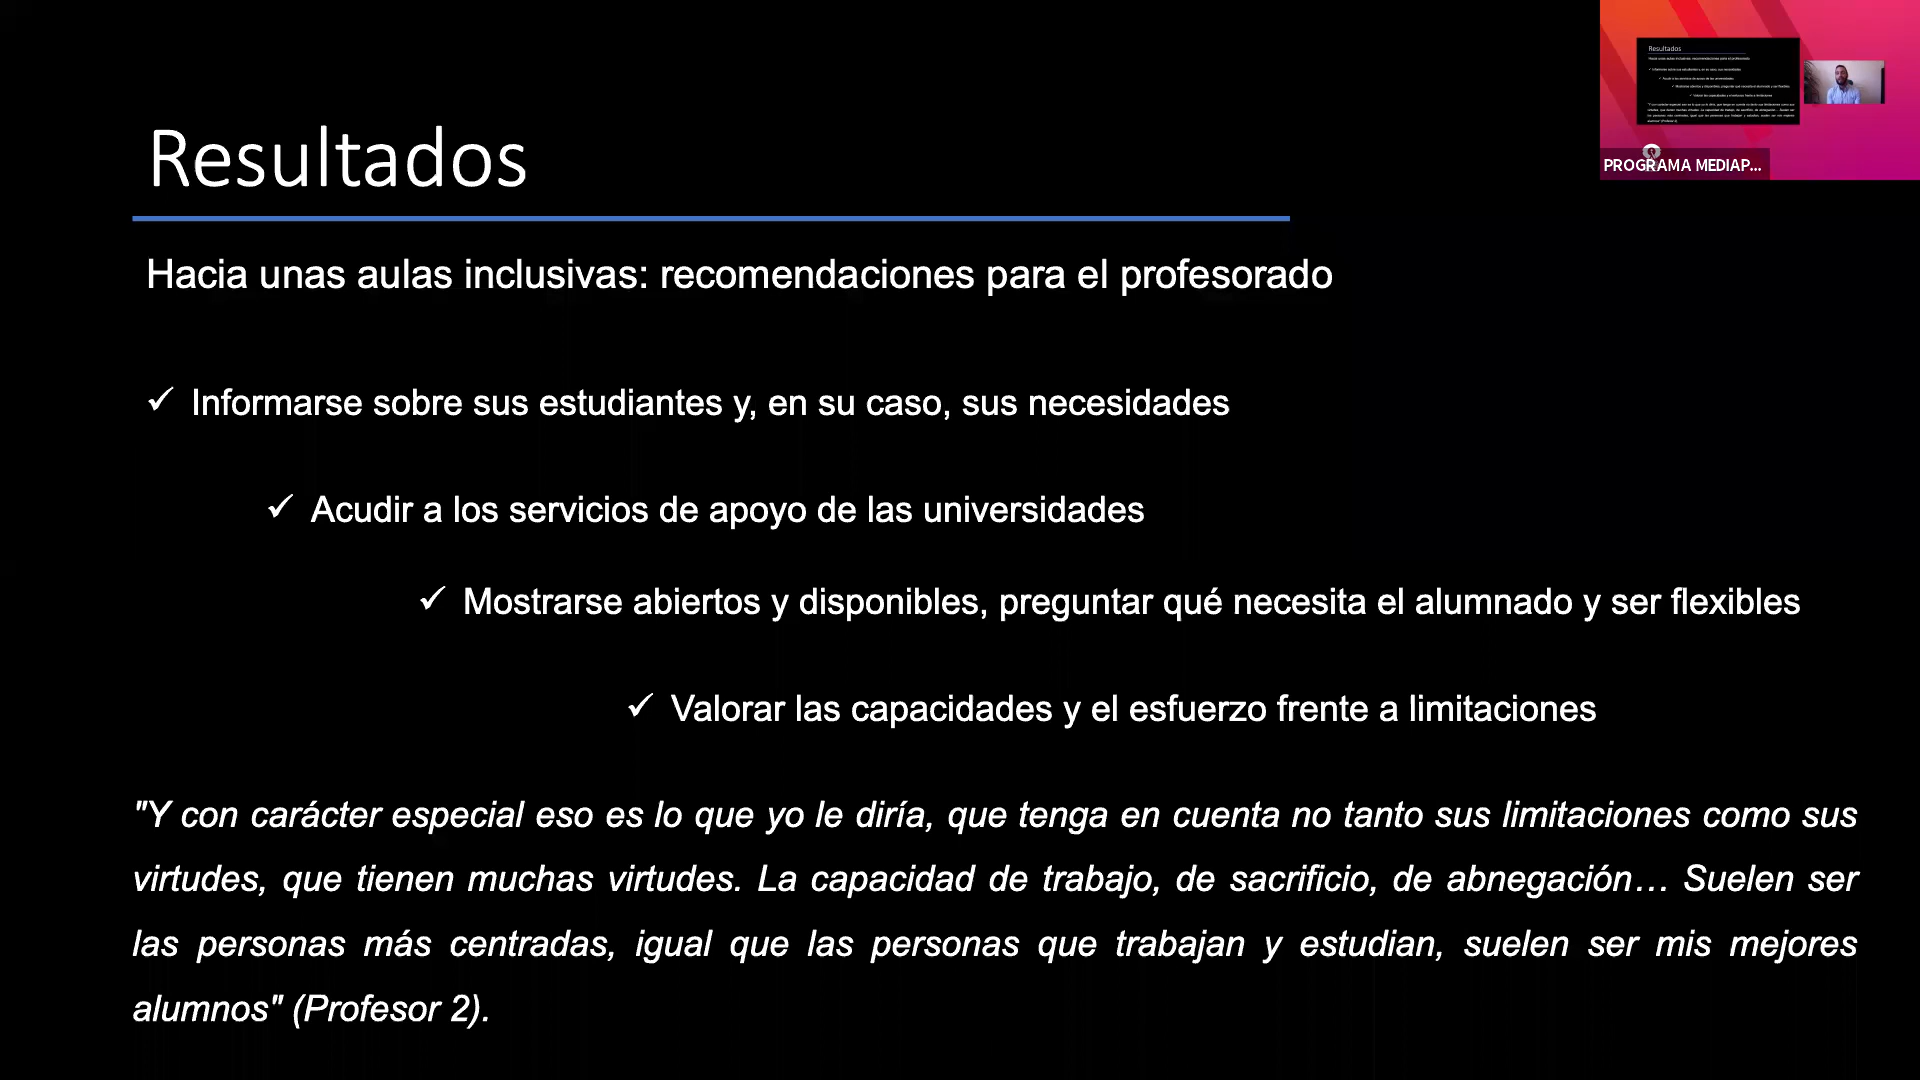 Resultados
Hacia unas aulas inclusivas: recomendaciones para el profesorado
✓ Informarse sobre sus estudiantes y, en su caso, sus necesidades
✓ Acudir a los servicios de apoyo de las universidades
✓ Mostrarse abiertos y disponibles, preguntar qué necesita el alumnado y ser flexibles
✓ Valorar las capacidades y el esfuerzo frente a limitaciones
"Y con carácter especial eso es lo que yo le diría, que tenga en cuenta no tanto sus limitaciones como sus
virtudes, que tienen muchas virtudes. La capacidad de trabajo, de sacrificio, de abnegación… Suelen ser
las personas más centradas, igual que las personas que trabajan y estudian, suelen ser mis mejores
alumnos" (Profesor 2).
Resultados
PROGRAMA MEDIAP...